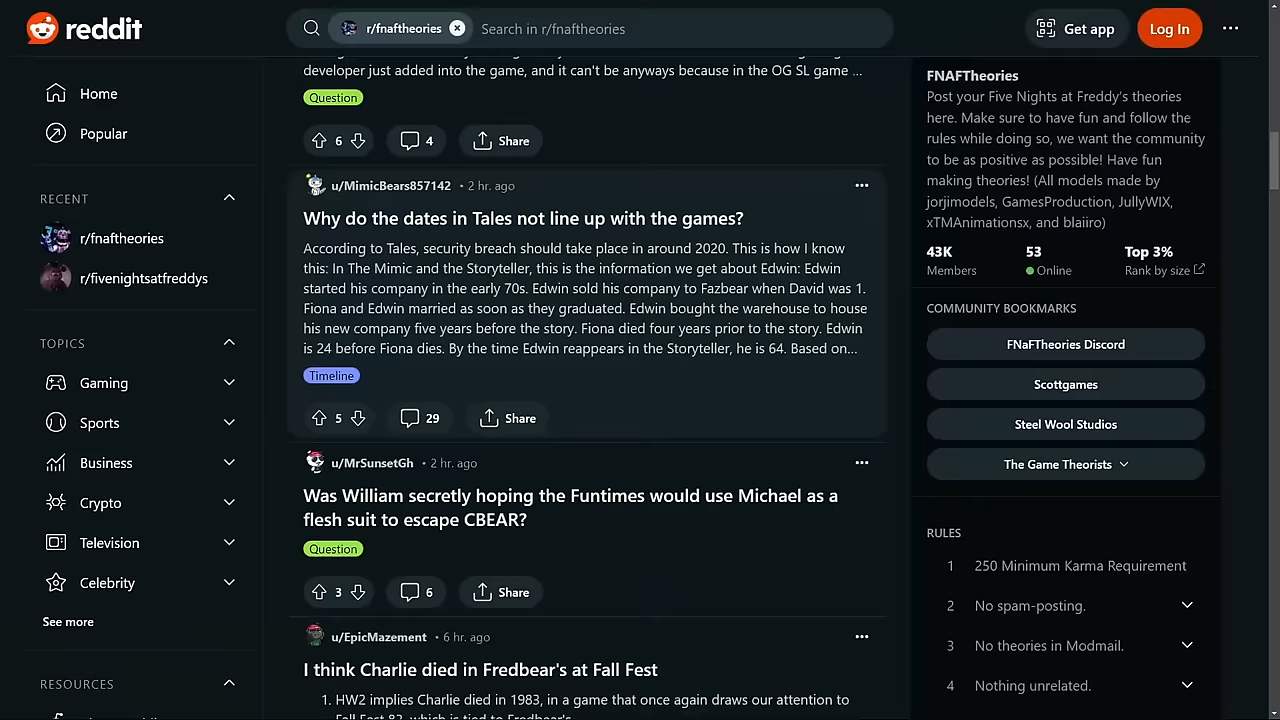 reddit
r/fnaftheories
Search in r/fnaftheories
Get app
Log In
Home
Popular
RECENT
r/fnaftheories
r/fivenightsatfreddys
TOPICS
Gaming
Sports
Business
Crypto
Television
Celebrity
See more
RESOURCES
developer just added into the game, and it can't be anyways because in the OG SL game ...
Question
6
4
Share
u/MimicBears857142 • 2 hr. ago
Why do the dates in Tales not line up with the games?
According to Tales, security breach should take place in around 2020. This is how I know
this: In The Mimic and the Storyteller, this is the information we get about Edwin: Edwin
started his company in the early 70s. Edwin sold his company to Fazbear when David was 1.
Fiona and Edwin married as soon as they graduated. Edwin bought the warehouse to house
his new company five years before the story. Fiona died four years prior to the story. Edwin
is 24 before Fiona dies. By the time Edwin reappears in the Storyteller, he is 64. Based on...
Timeline
5
29
Share
u/MrSunsetGh • 2 hr. ago
Was William secretly hoping the Funtimes would use Michael as a
flesh suit to escape CBEAR?
Question
3
6
Share
u/EpicMazement • 6 hr. ago
I think Charlie died in Fredbear's at Fall Fest
1. HW2 implies Charlie died in 1983, in a game that once again draws our attention to
Fall Fest 83, which is tied to Fredbear's
FNAFTheories
Post your Five Nights at Freddy's theories
here. Make sure to have fun and follow the
rules while doing so, we want the community
to be as positive as possible! Have fun
making theories! (All models made by
jorjimodels, GamesProduction, JullyWIX,
xTMAnimationsx, and blaiiro)
43K
53
Top 3%
Members
Online
Rank by size
COMMUNITY BOOKMARKS
FNaFTheories Discord
Scottgames
Steel Wool Studios
The Game Theorists
RULES
1 250 Minimum Karma Requirement
2 No spam-posting.
3 No theories in Modmail.
4 Nothing unrelated.